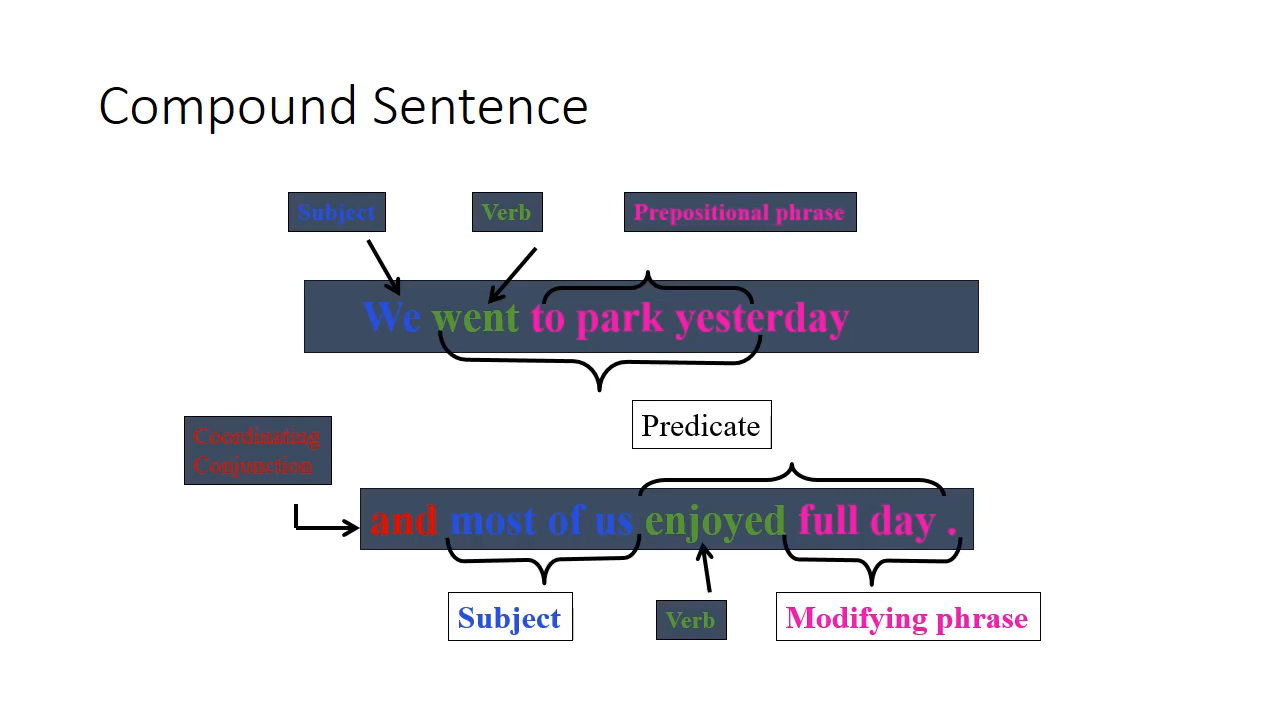 Compound Sentence
Subject
Verb
Prepositional phrase
We went to park yesterday
Predicate
Coordinating
Conjunction
and most of us enjoyed full day .
Subject
Verb
Modifying phrase